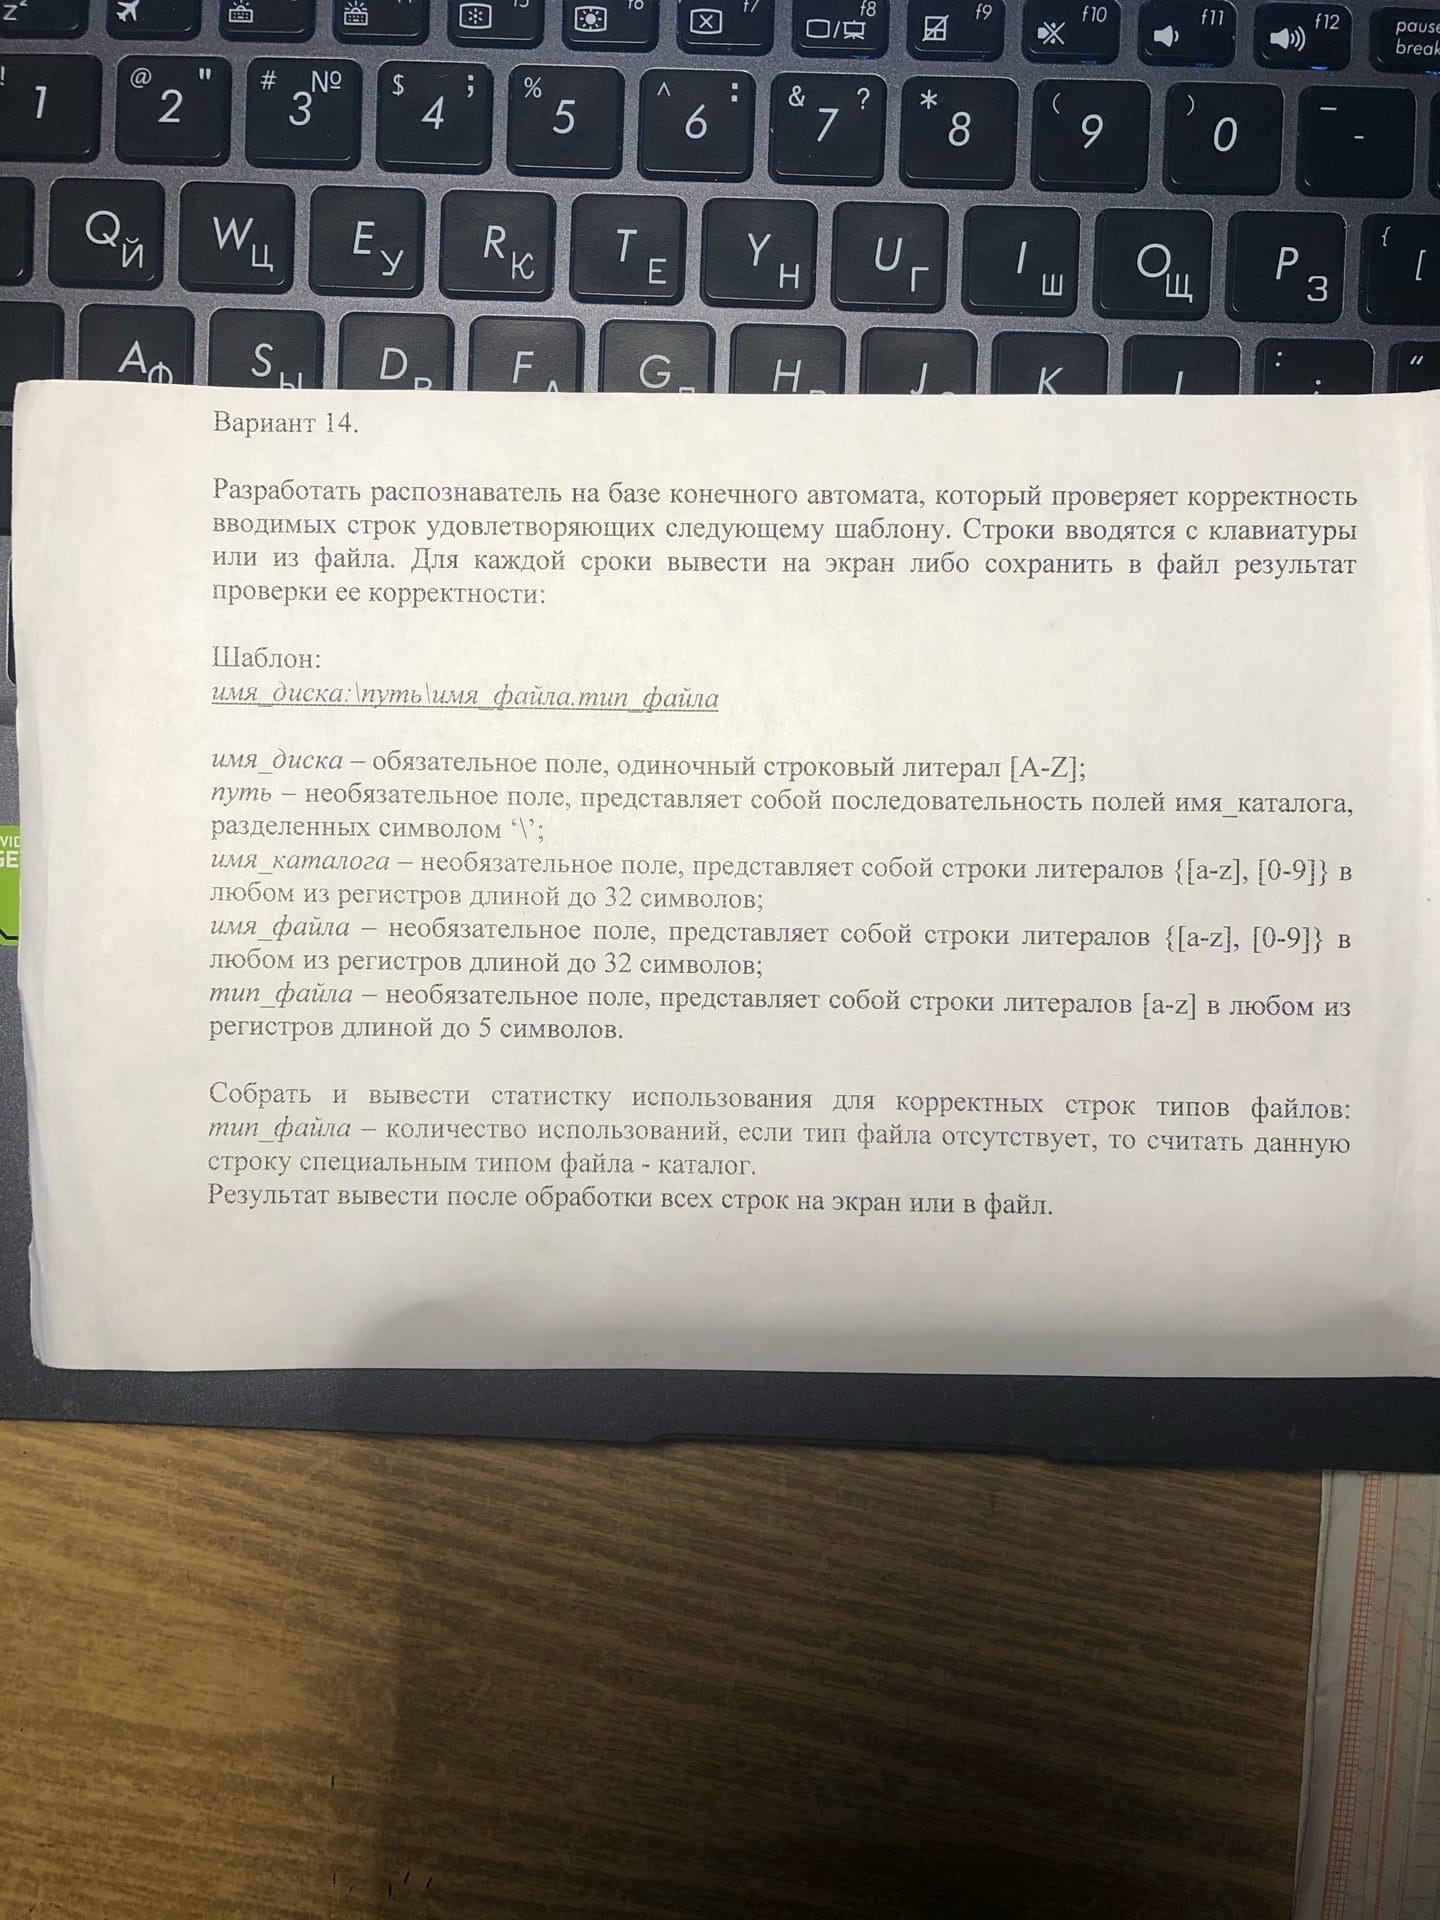 z
f5
f6
f7
f8
f9
f10
f11
f12
pause
break
! 1
@ 2 "
# 3 №
$ 4 ;
% 5
^ 6 :
& 7 ?
* 8
( 9
) 0
_ -
Q Й
W Ц
E У
R К
T Е
Y Н
U Г
I Ш
O Щ
P З
{ [
A Ф
S Ы
D В
F
G
H
J
K
Вариант 14.
Разработать распознаватель на базе конечного автомата, который проверяет корректность
вводимых строк удовлетворяющих следующему шаблону. Строки вводятся с клавиатуры
или из файла. Для каждой сроки вывести на экран либо сохранить в файл результат
проверки ее корректности:
Шаблон:
имя_диска:\путь\имя_файла.тип_файла
имя_диска – обязательное поле, одиночный строковый литерал [A-Z];
путь – необязательное поле, представляет собой последовательность полей имя_каталога,
разделенных символом ‘\’;
имя_каталога – необязательное поле, представляет собой строки литералов {[a-z], [0-9]} в
любом из регистров длиной до 32 символов;
имя_файла – необязательное поле, представляет собой строки литералов {[a-z], [0-9]} в
любом из регистров длиной до 32 символов;
тип_файла – необязательное поле, представляет собой строки литералов [a-z] в любом из
регистров длиной до 5 символов.
Собрать и вывести статистку использования для корректных строк типов файлов:
тип_файла – количество использований, если тип файла отсутствует, то считать данную
строку специальным типом файла - каталог.
Результат вывести после обработки всех строк на экран или в файл.